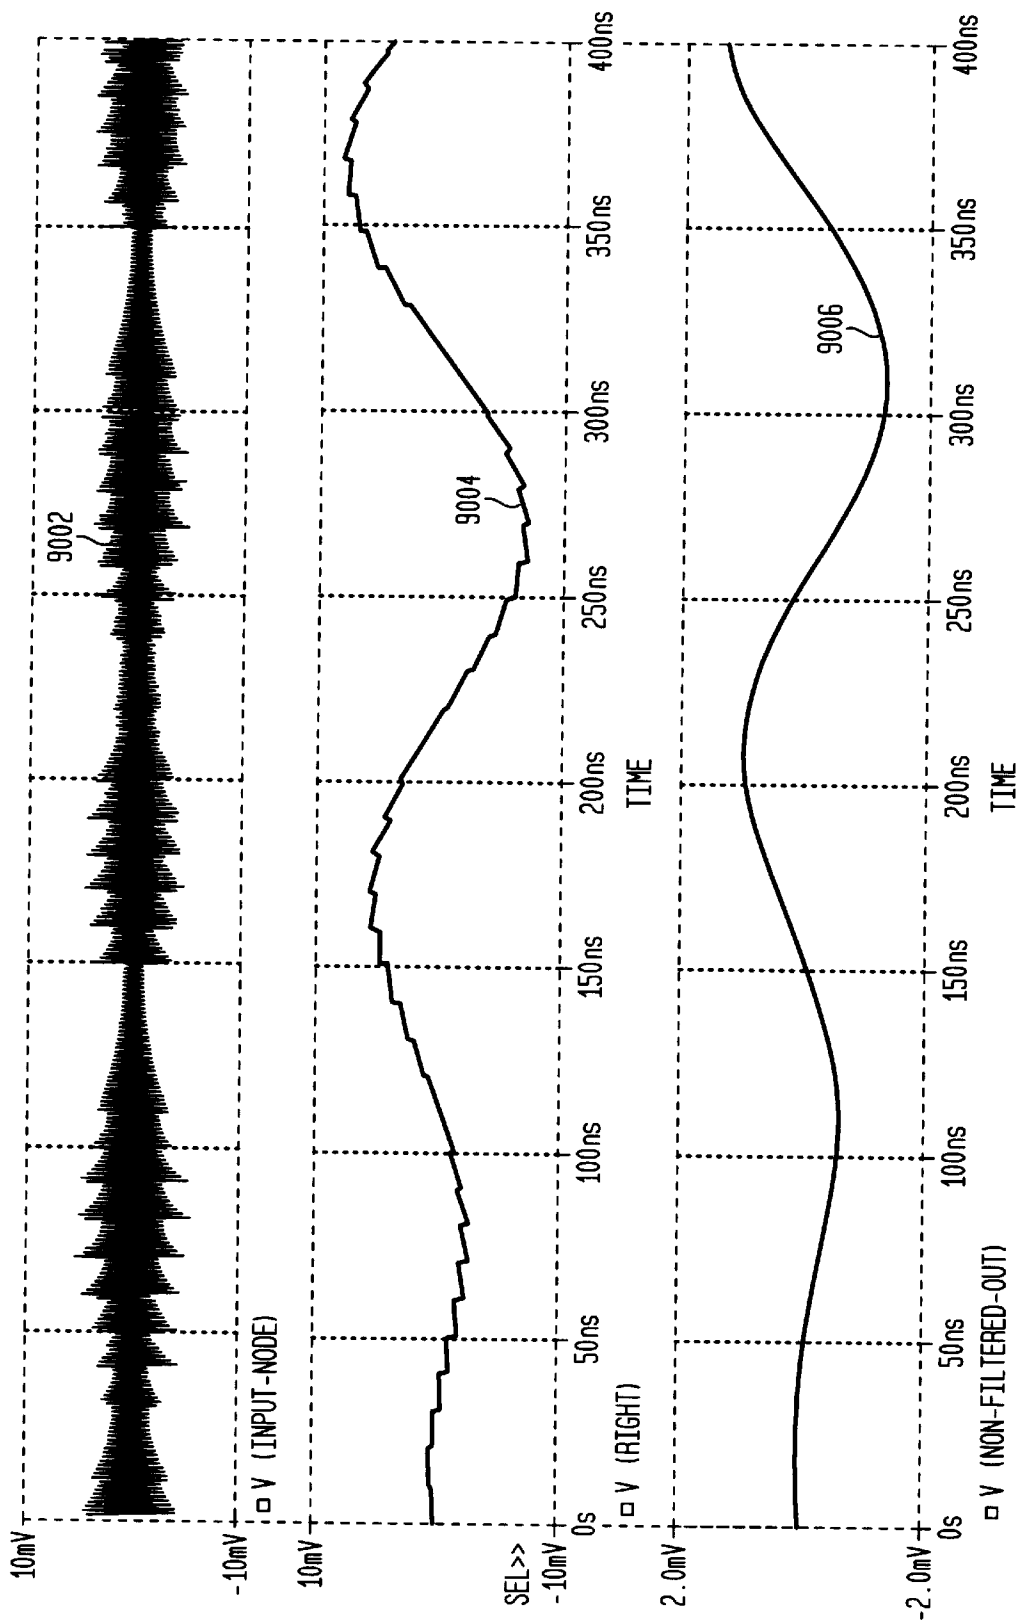 10mV
9002
-10mV
□ V (INPUT-NODE)
10mV
9004
SEL>>
-10mV
0s 50ns 100ns 150ns 200ns 250ns 300ns 350ns 400ns
□ V (RIGHT)
TIME
2.0mV
9006
-2.0mV
0s 50ns 100ns 150ns 200ns 250ns 300ns 350ns 400ns
□ V (NON-FILTERED-OUT)
TIME